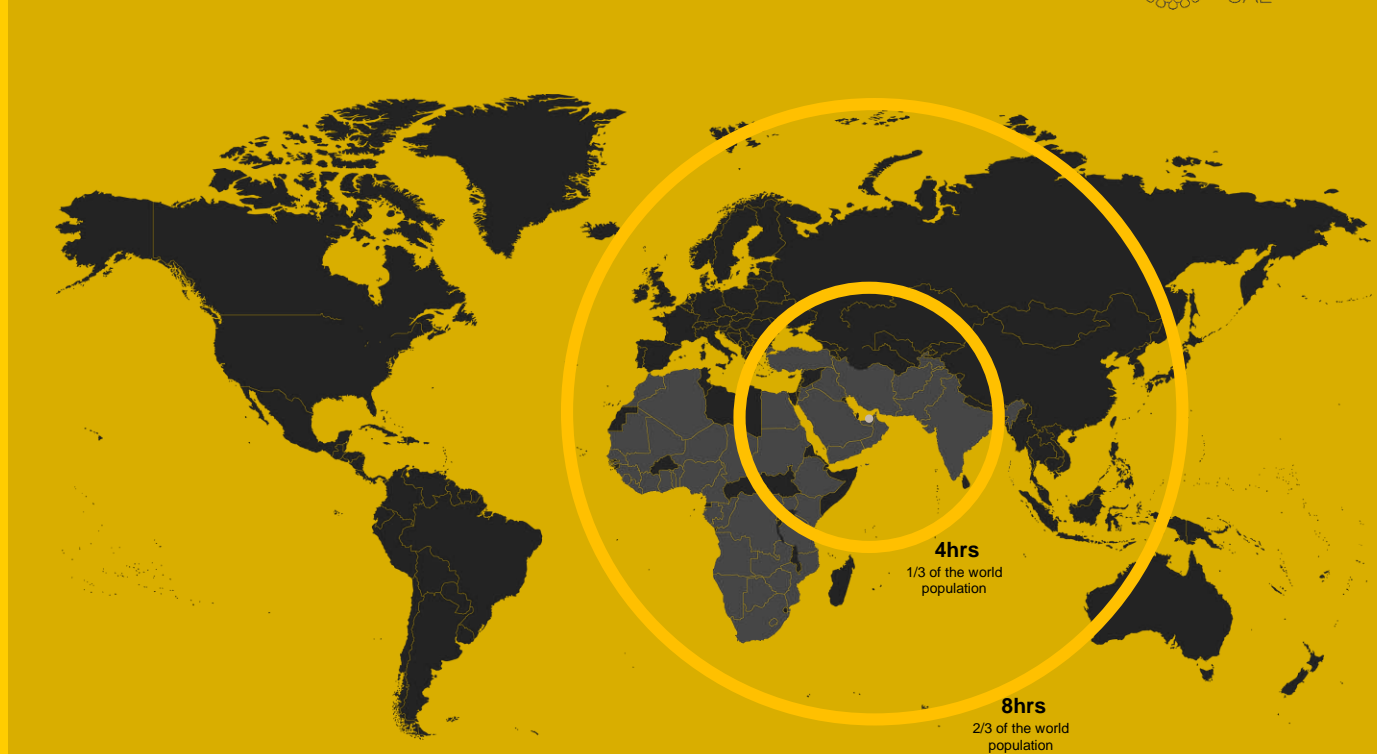 4hrs
1/3 of the world
population
8hrs
2/3 of the world
population